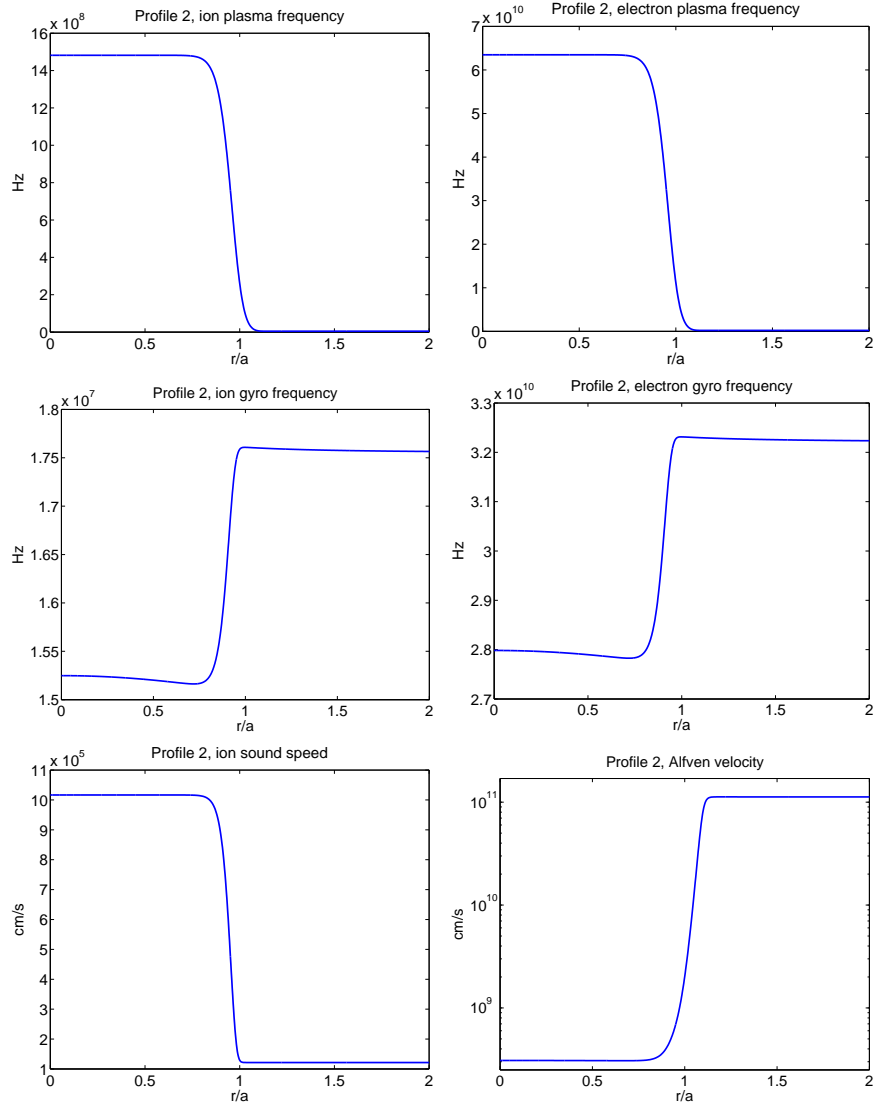 Profile 2, ion plasma frequency
16 x 10^8
14
12
10
8
6
4
2
0
Hz
0 0.5 1 1.5 2
r/a
Profile 2, electron plasma frequency
7 x 10^10
6
5
4
3
2
1
0
Hz
0 0.5 1 1.5 2
r/a
Profile 2, ion gyro frequency
1.8 x 10^7
1.75
1.7
1.65
1.6
1.55
1.5
Hz
0 0.5 1 1.5 2
r/a
Profile 2, electron gyro frequency
3.3 x 10^10
3.2
3.1
3
2.9
2.8
2.7
Hz
0 0.5 1 1.5 2
r/a
Profile 2, ion sound speed
11 x 10^5
10
9
8
7
6
5
4
3
2
1
cm/s
0 0.5 1 1.5 2
r/a
Profile 2, Alfven velocity
10^11
10^10
10^9
cm/s
0 0.5 1 1.5 2
r/a